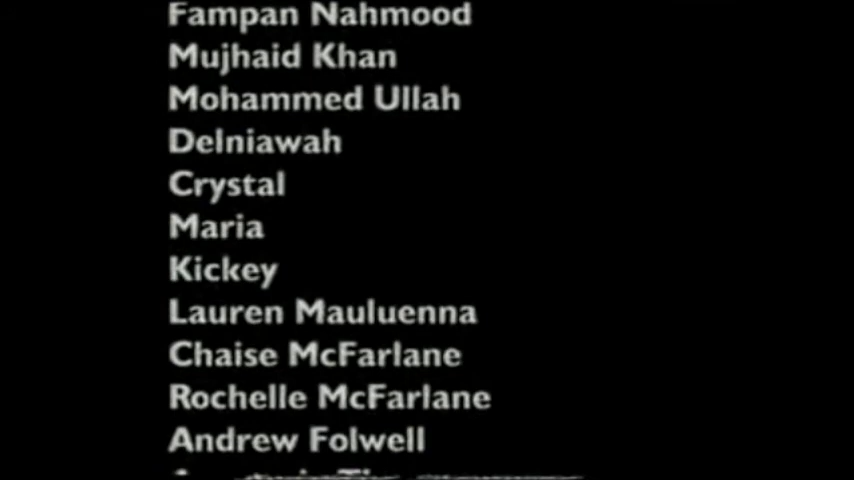 Fampan Nahmood
Mujhaid Khan
Mohammed Ullah
Delniawah
Crystal
Maria
Kickey
Lauren Mauluenna
Chaise McFarlane
Rochelle McFarlane
Andrew Folwell